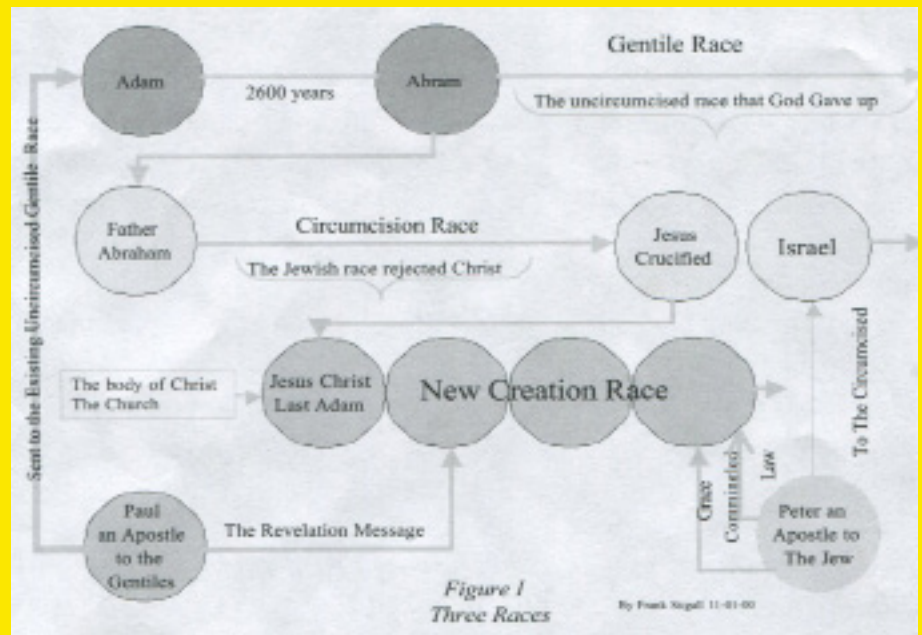 Gentile Race
Adam
2600 years
Abram
The uncircumcised race that God Gave up
Sent to the Existing Uncircumcised Gentile Race
Father
Abraham
Circumcision Race
The Jewish race rejected Christ
Jesus
Crucified
Israel
The body of Christ
The Church
Jesus Christ
Last Adam
New Creation Race
To The Circumcised
Grace
Commingled
Law
Paul
an Apostle
to the
Gentiles
The Revelation Message
Peter an
Apostle to
The Jew
Figure 1
Three Races
By Frank 11-01-00